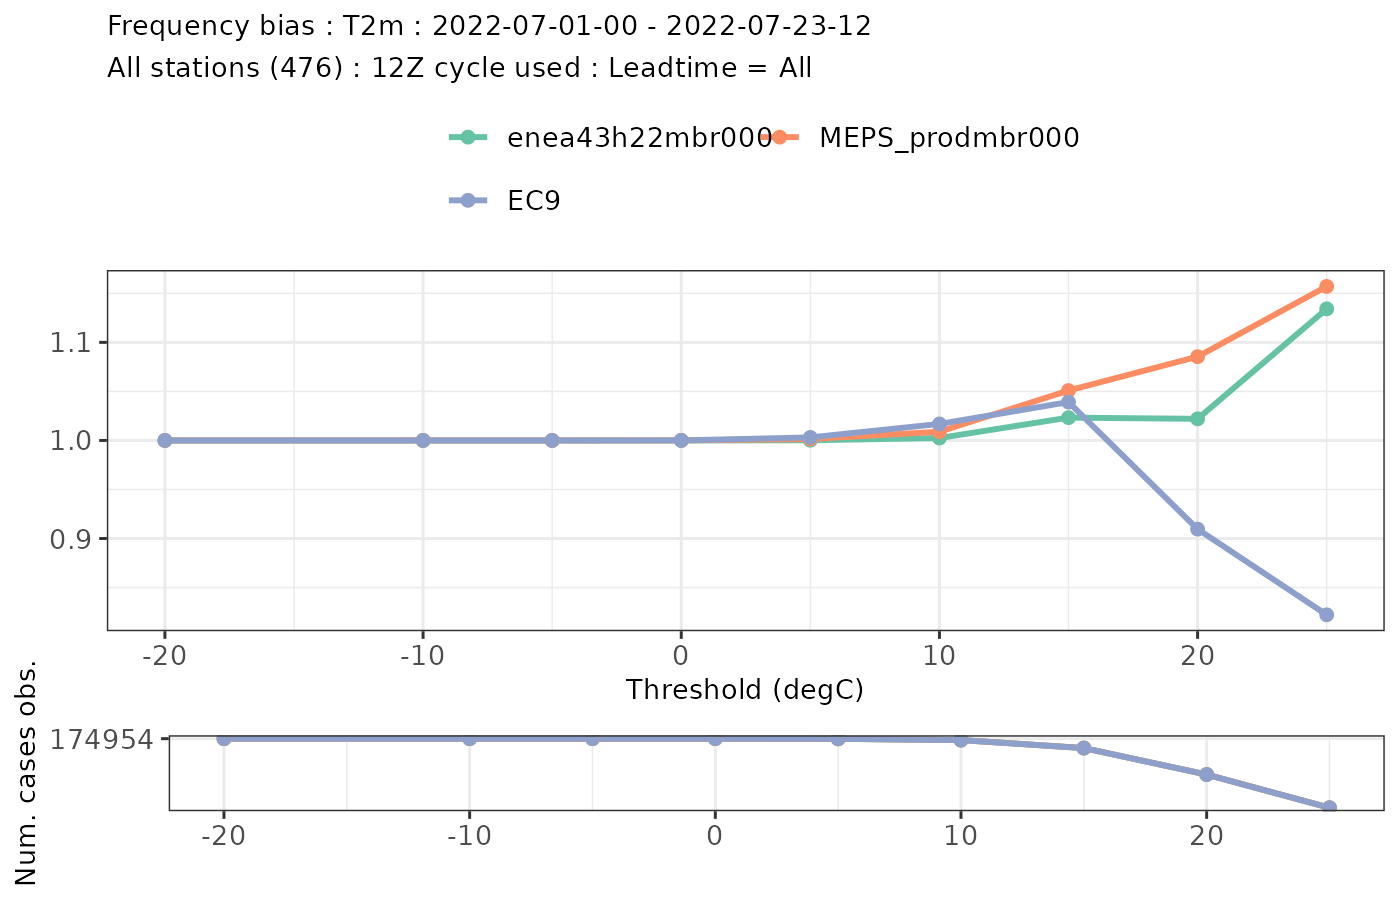 Frequency bias : T2m : 2022-07-01-00 - 2022-07-23-12
All stations (476) : 12Z cycle used : Leadtime = All
enea43h22mbr000 MEPS_prodmbr000
EC9
1.1
1.0
0.9
-20 -10 0 10 20
Threshold (degC)
Num. cases obs.
174954
-20 -10 0 10 20